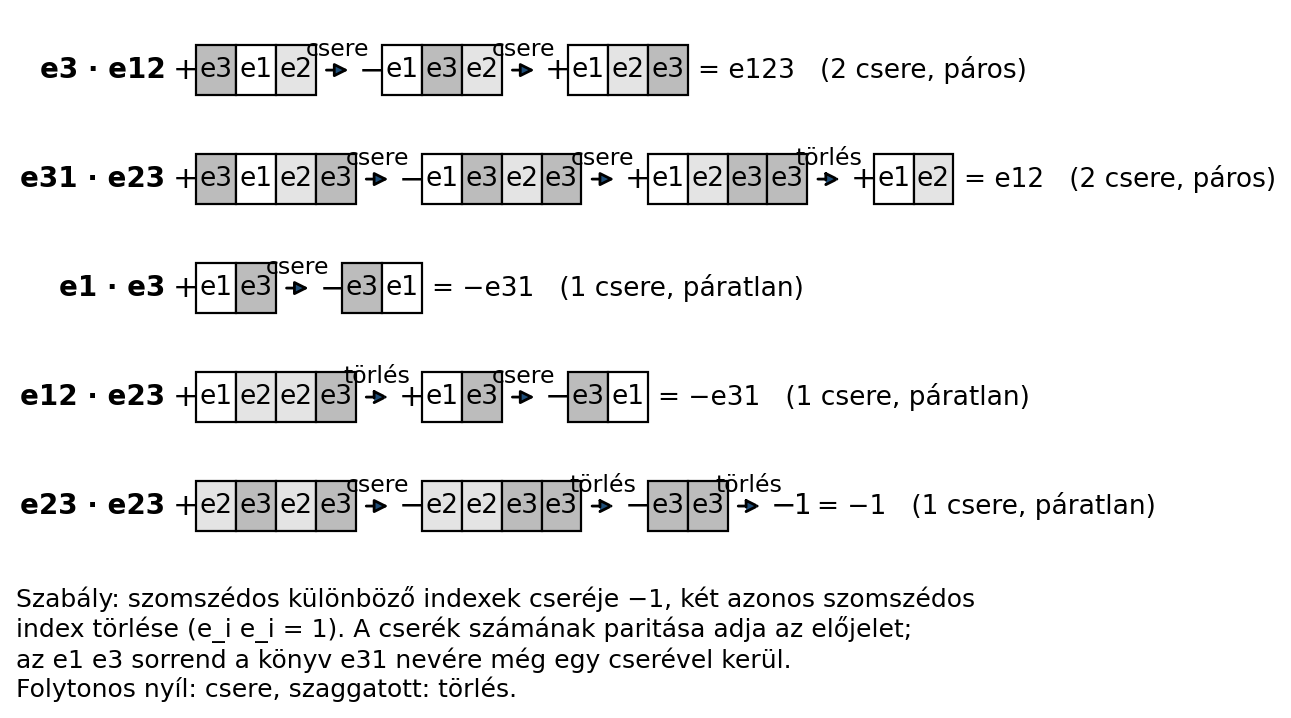 e3 · e12 + e3 e1 e2 csere − e1 e3 e2 csere + e1 e2 e3 = e123 (2 csere, páros)
e31 · e23 + e3 e1 e2 e3 csere − e1 e3 e2 e3 csere + e1 e2 e3 e3 törlés + e1 e2 = e12 (2 csere, páros)
e1 · e3 + e1 e3 csere − e3 e1 = −e31 (1 csere, páratlan)
e12 · e23 + e1 e2 e2 e3 törlés + e1 e3 csere − e3 e1 = −e31 (1 csere, páratlan)
e23 · e23 + e2 e3 e2 e3 csere − e2 e2 e3 e3 törlés − e3 e3 törlés −1 = −1 (1 csere, páratlan)
Szabály: szomszédos különböző indexek cseréje −1, két azonos szomszédos
index törlése (e_i e_i = 1). A cserék számának paritása adja az előjelet;
az e1 e3 sorrend a könyv e31 nevére még egy cserével kerül.
Folytonos nyíl: csere, szaggatott: törlés.